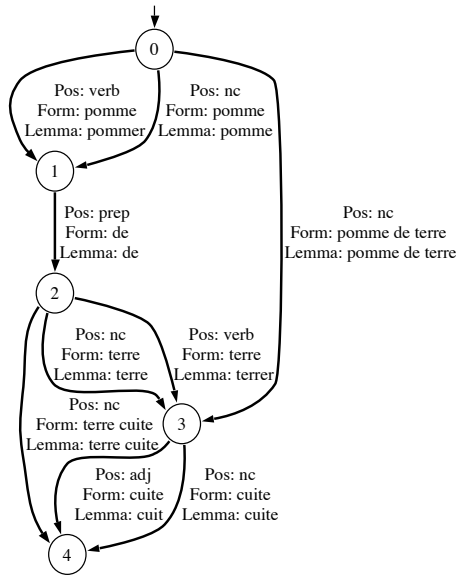 0
Pos: verb
Form: pomme
Lemma: pommer
Pos: nc
Form: pomme
Lemma: pomme
1
Pos: prep
Form: de
Lemma: de
Pos: nc
Form: pomme de terre
Lemma: pomme de terre
2
Pos: nc
Form: terre
Lemma: terre
Pos: verb
Form: terre
Lemma: terrer
Pos: nc
Form: terre cuite
Lemma: terre cuite
3
Pos: adj
Form: cuite
Lemma: cuit
Pos: nc
Form: cuite
Lemma: cuite
4